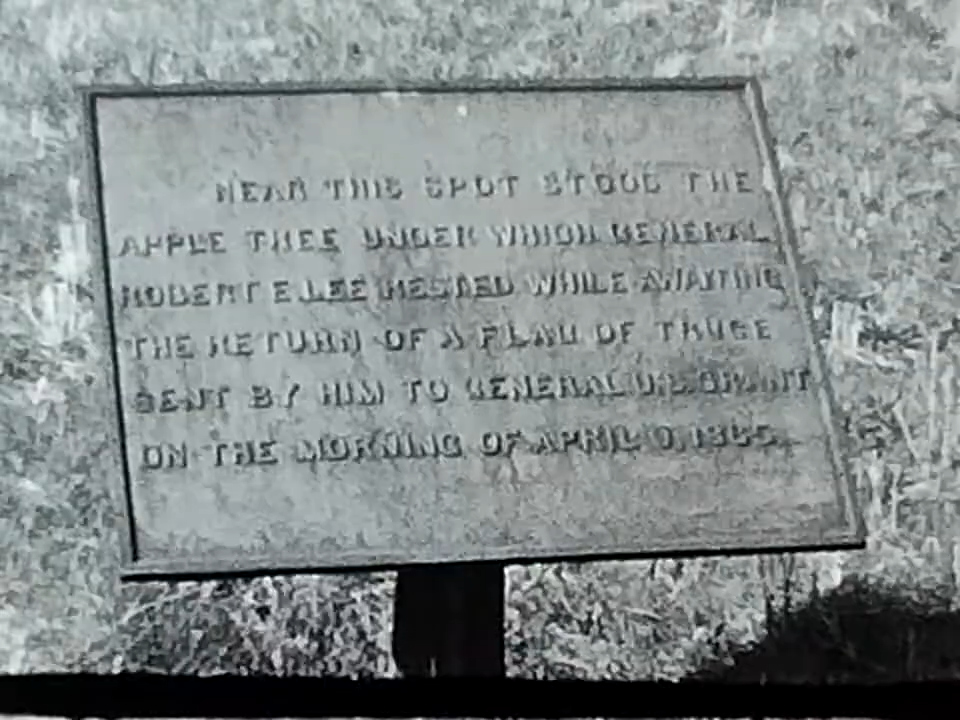 NEAR THIS SPOT STOOD THE
APPLE TREE UNDER WHICH GENERAL
ROBERT E. LEE RESTED WHILE AWAITING
THE RETURN OF A FLAG OF TRUCE
SENT BY HIM TO GENERAL U.S. GRANT
ON THE MORNING OF APRIL 9, 1865.